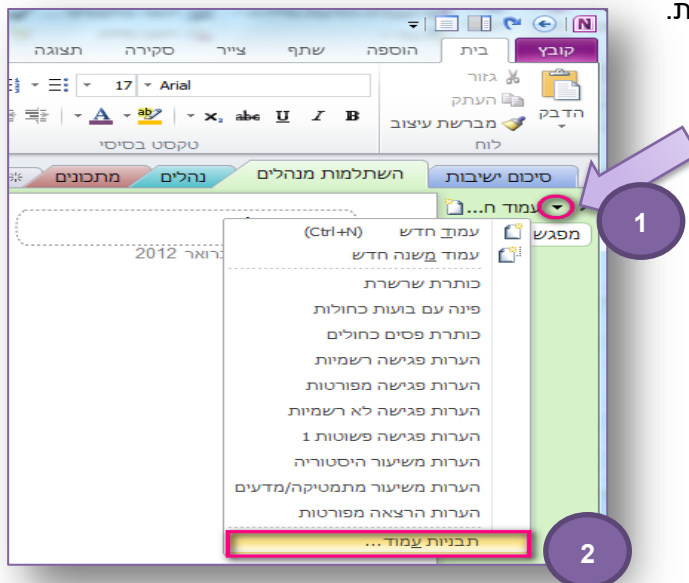 ת.
קובץ בית הוספה שתף צייר סקירה תצוגה
גזור
העתק
מברשת עיצוב
הדבק
לוח
Arial 17
B I U abc x₂ ab A
טקסט בסיסי
סיכום ישיבות השתלמות מנהלים נהלים מתכונים
עמוד ח...
מפגש
2012
עמוד חדש (Ctrl+N)
עמוד משנה חדש
כותרת שרשרת
פינה עם בועות כחולות
כותרת פסים כחולים
הערות פגישה רשמיות
הערות פגישה מפורטות
הערות פגישה לא רשמיות
הערות פגישה פשוטות 1
הערות משיעור היסטוריה
הערות משיעור מתמטיקה/מדעים
הערות הרצאה מפורטות
תבניות עמוד...
1
2